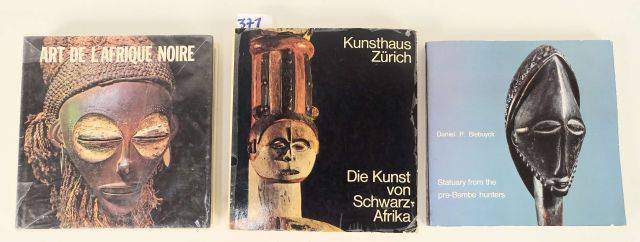 ART DE L'AFRIQUE NOIRE
371
Kunsthaus
Zürich
Die Kunst
von
Schwarz-
Afrika
Daniel P. Biebuyck
Statuary from the
pre-Bembe hunters